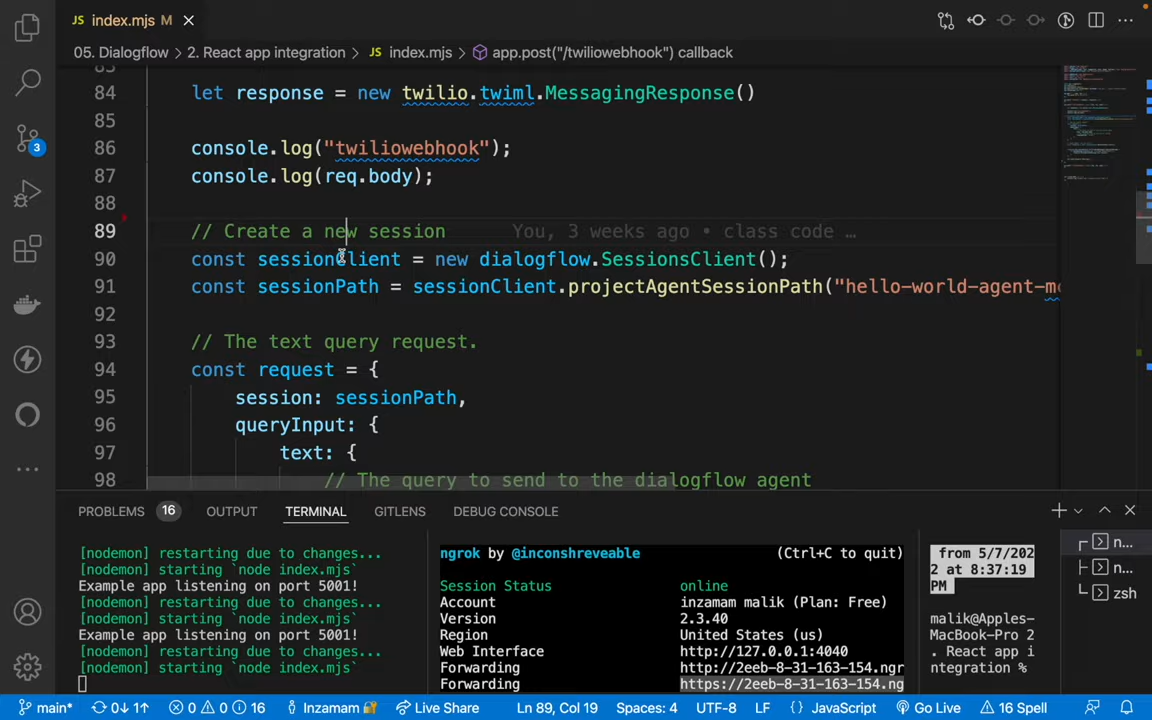 index.mjs M
05. Dialogflow > 2. React app integration > JS index.mjs > app.post("/twiliowebhook") callback
84 let response = new twilio.twiml.MessagingResponse()
85
86 console.log("twiliowebhook");
87 console.log(req.body);
88
89 // Create a new session You, 3 weeks ago • class code …
90 const sessionClient = new dialogflow.SessionsClient();
91 const sessionPath = sessionClient.projectAgentSessionPath("hello-world-agent-m
92
93 // The text query request.
94 const request = {
95 session: sessionPath,
96 queryInput: {
97 text: {
98 // The query to send to the dialogflow agent
3
PROBLEMS 16 OUTPUT TERMINAL GITLENS DEBUG CONSOLE
[nodemon] restarting due to changes...
[nodemon] starting `node index.mjs`
Example app listening on port 5001!
[nodemon] restarting due to changes...
[nodemon] starting `node index.mjs`
Example app listening on port 5001!
[nodemon] restarting due to changes...
[nodemon] starting `node index.mjs`
ngrok by @inconshreveable (Ctrl+C to quit)
Session Status online
Account inzamam malik (Plan: Free)
Version 2.3.40
Region United States (us)
Web Interface http://127.0.0.1:4040
Forwarding http://2eeb-8-31-163-154.ngr
Forwarding https://2eeb-8-31-163-154.ng
from 5/7/202
2 at 8:37:19
PM
malik@Apples-
MacBook-Pro 2
. React app i
ntegration %
n...
n...
zsh
main* 0↓ 1↑ 0 0 16 Inzamam Live Share Ln 89, Col 19 Spaces: 4 UTF-8 LF {} JavaScript Go Live 16 Spell